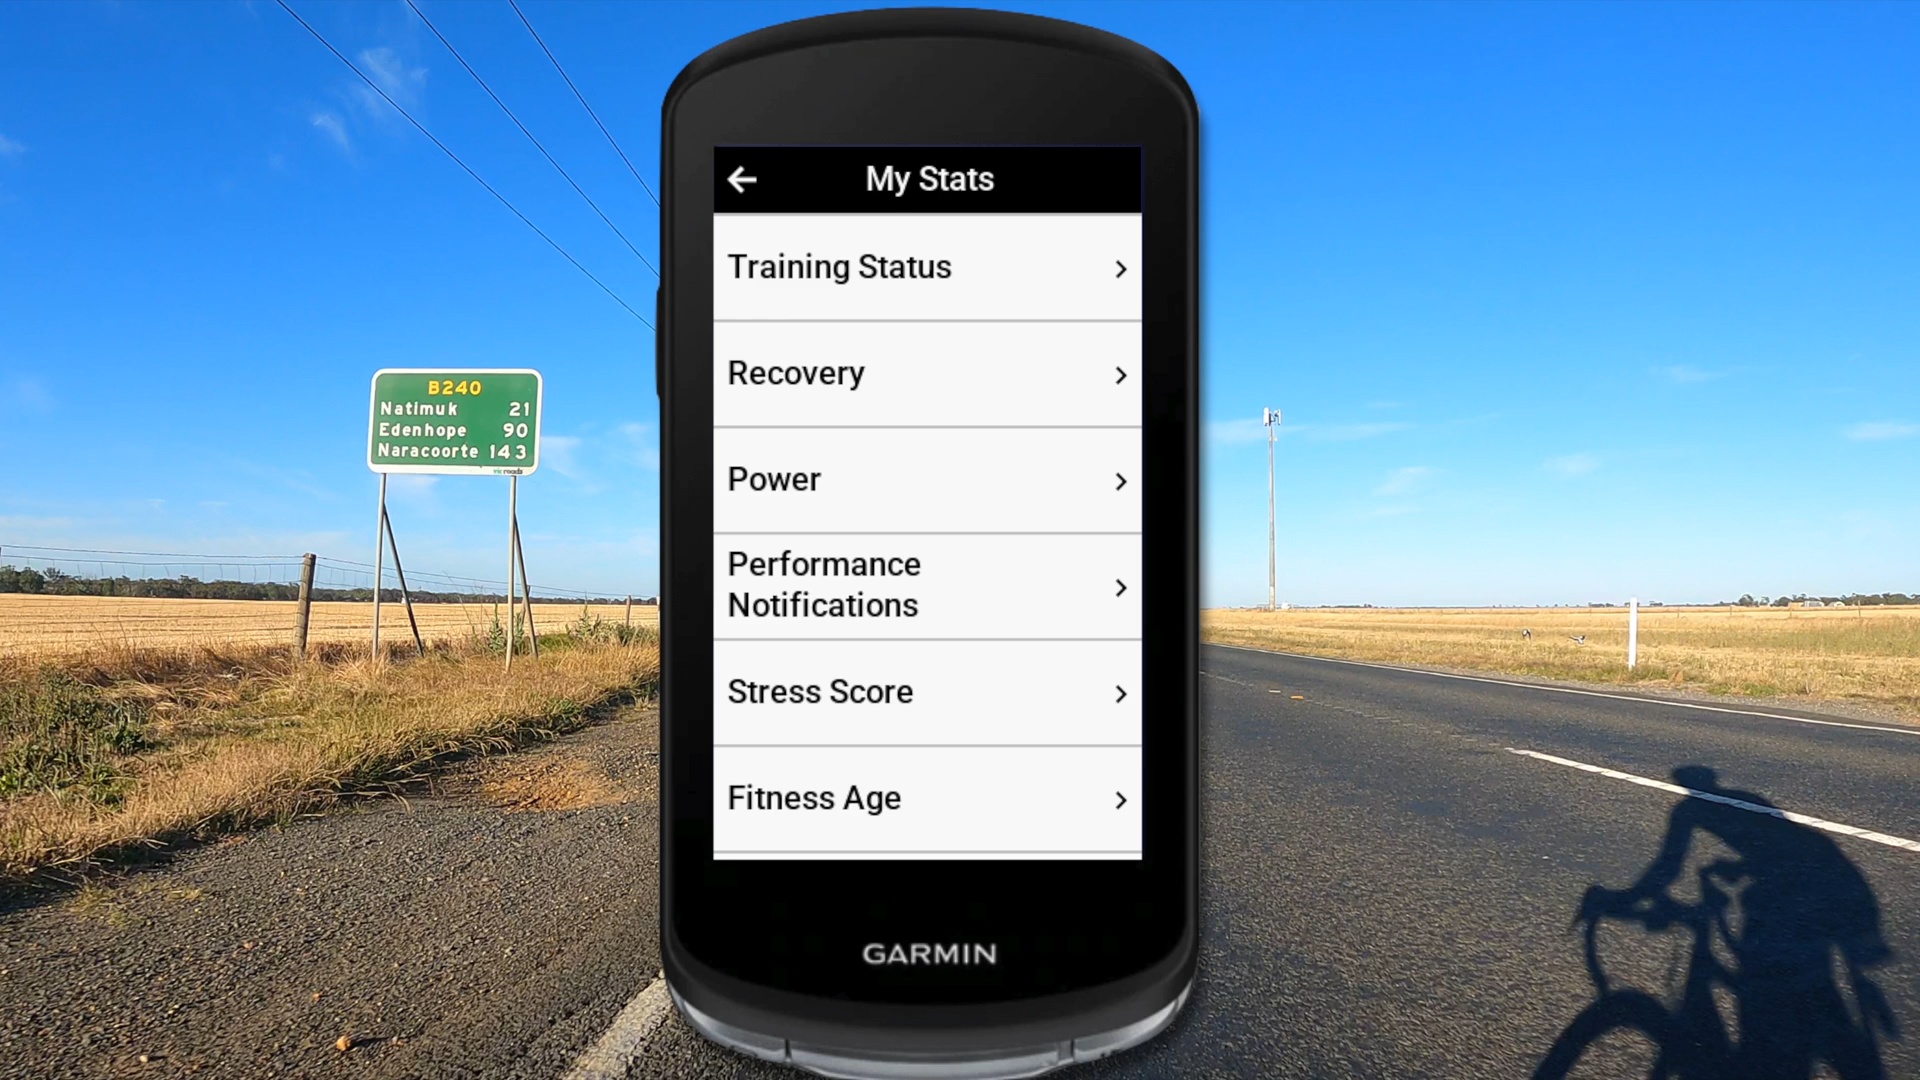 B240
Natimuk 21
Edenhope 90
Naracoorte 143
vicroads
My Stats
Training Status
Recovery
Power
Performance
Notifications
Stress Score
Fitness Age
GARMIN